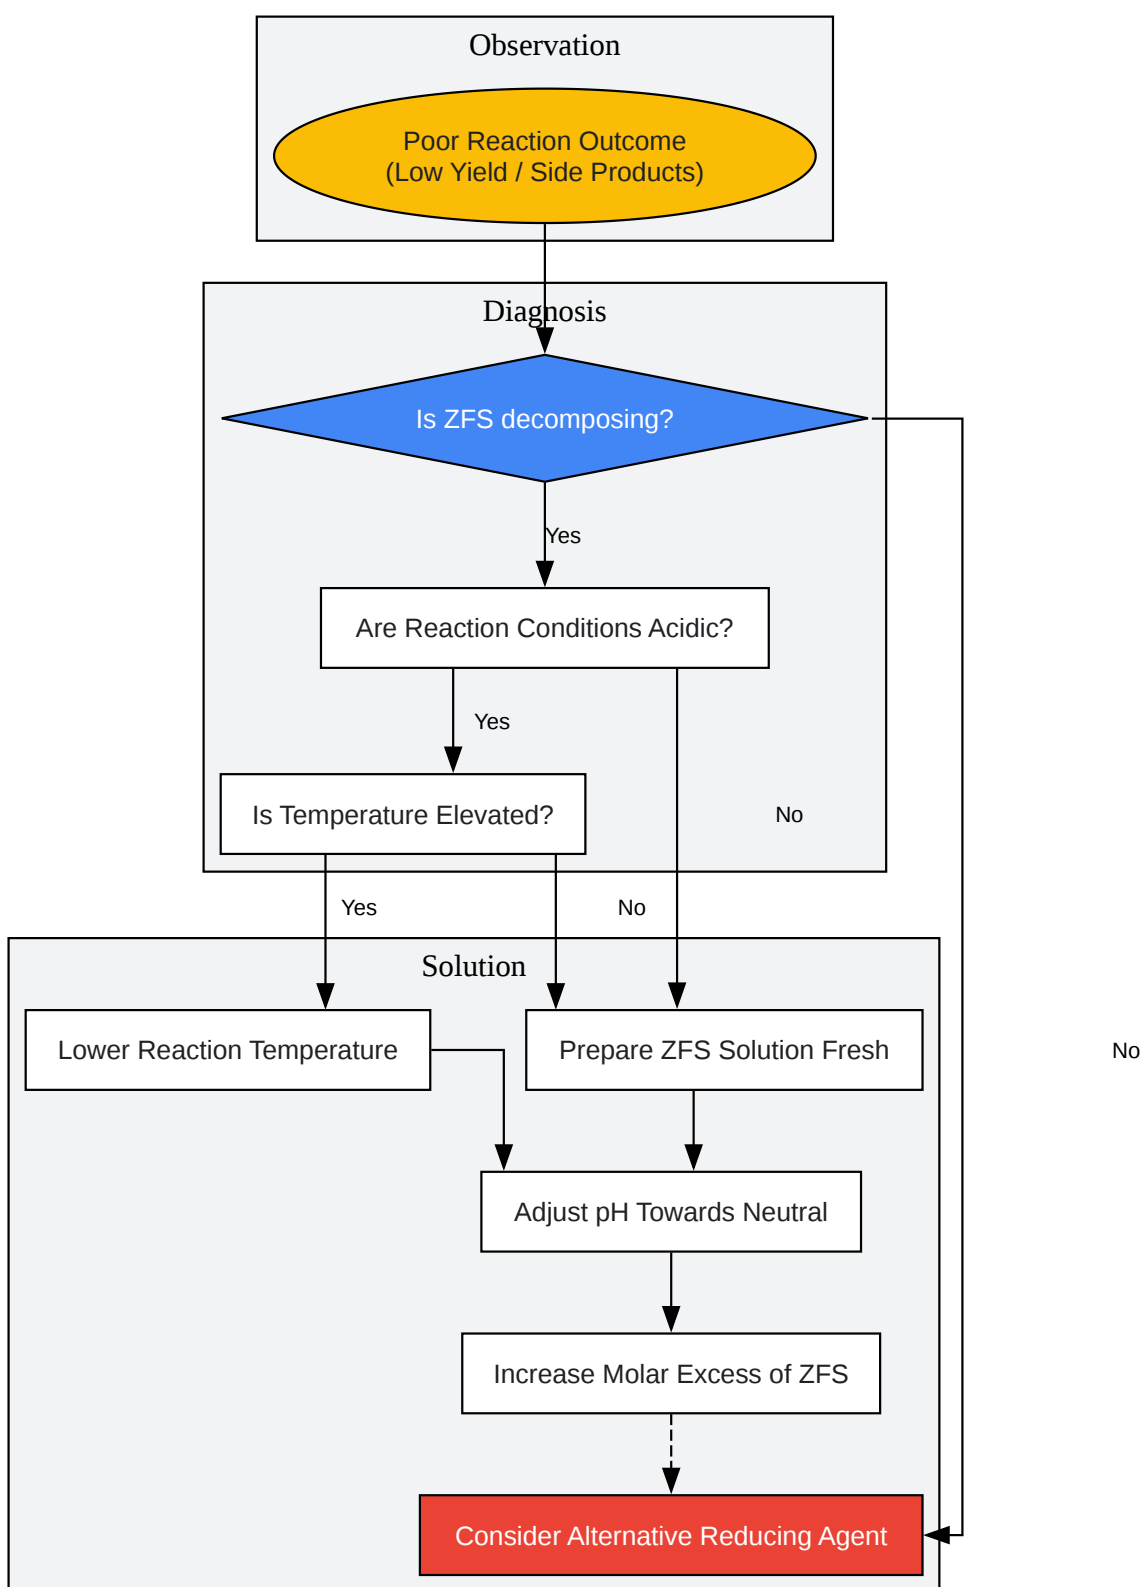 Observation
Poor Reaction Outcome
(Low Yield / Side Products)
Diagnosis
Is ZFS decomposing?
Yes
Are Reaction Conditions Acidic?
Yes
Is Temperature Elevated?
No
Yes
No
Solution
Lower Reaction Temperature
Prepare ZFS Solution Fresh
No
Adjust pH Towards Neutral
Increase Molar Excess of ZFS
Consider Alternative Reducing Agent